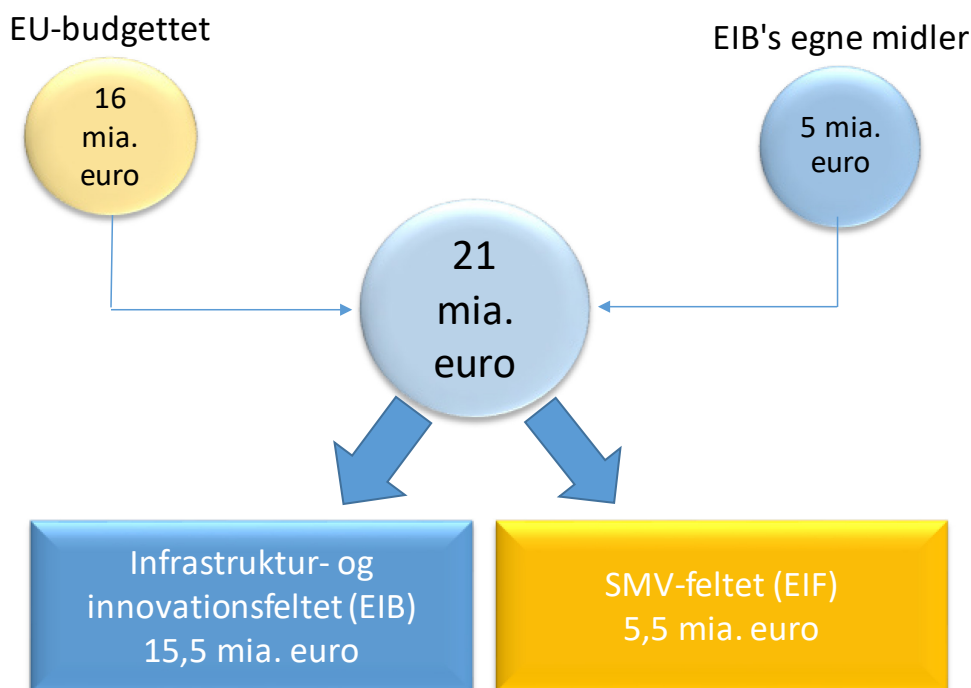 EU-budgettet
EIB's egne midler
16
mia.
euro
5 mia.
euro
21
mia.
euro
Infrastruktur- og
innovationsfeltet (EIB)
15,5 mia. euro
SMV-feltet (EIF)
5,5 mia. euro